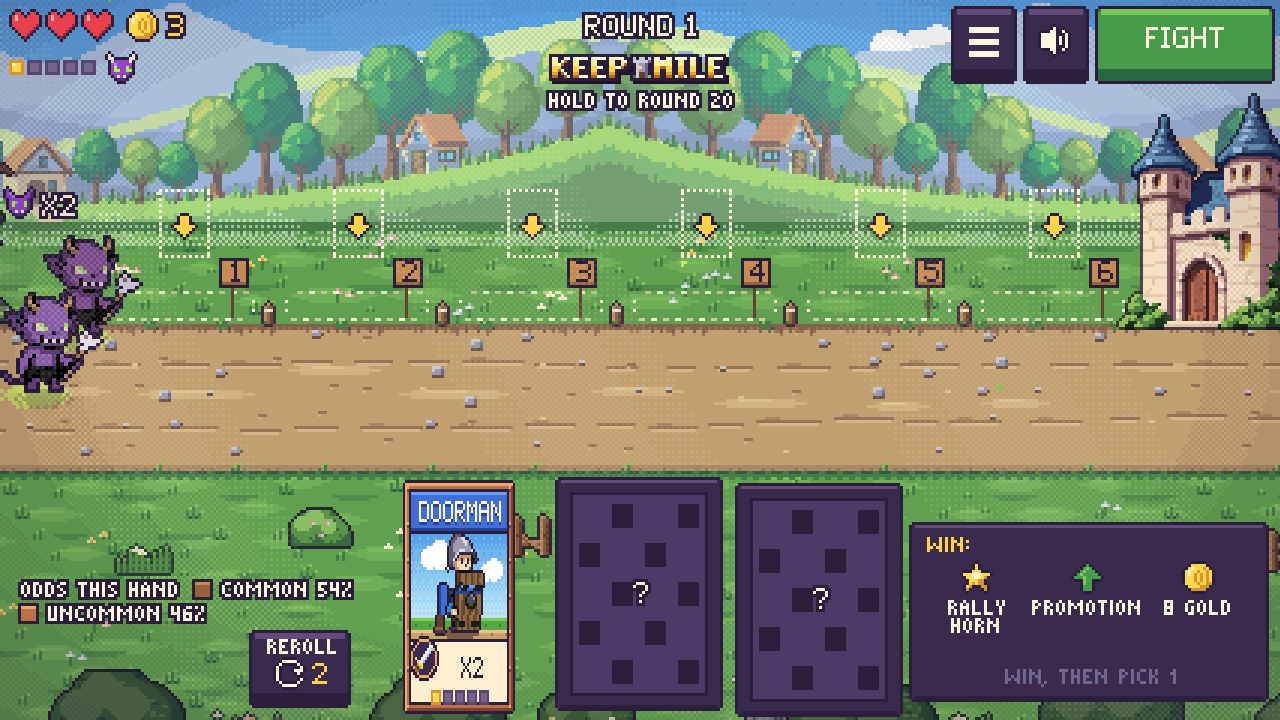 3
ROUND 1
KEEP MILE
HOLD TO ROUND 20
FIGHT
X2
1
2
3
4
5
6
ODDS THIS HAND COMMON 54%
UNCOMMON 46%
REROLL
2
DOORMAN
X2
?
?
WIN:
RALLY HORN
PROMOTION
8 GOLD
WIN, THEN PICK 1